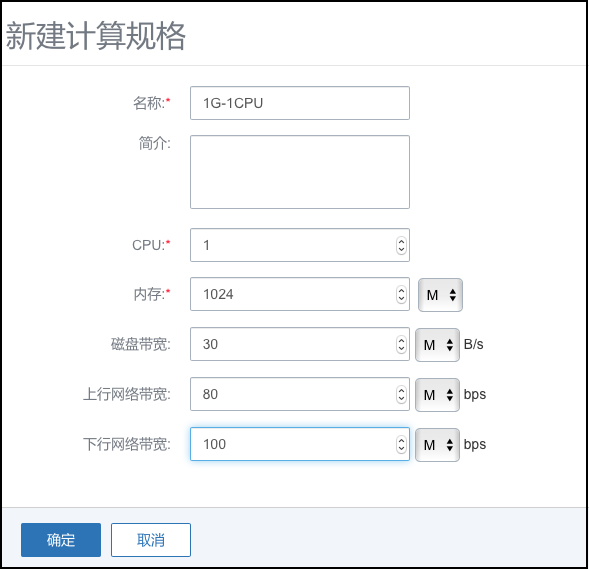 新建计算规格
名称:* 1G-1CPU
简介:
CPU:* 1
内存:* 1024 M
磁盘带宽: 30 M B/s
上行网络带宽: 80 M bps
下行网络带宽: 100 M bps
确定 取消